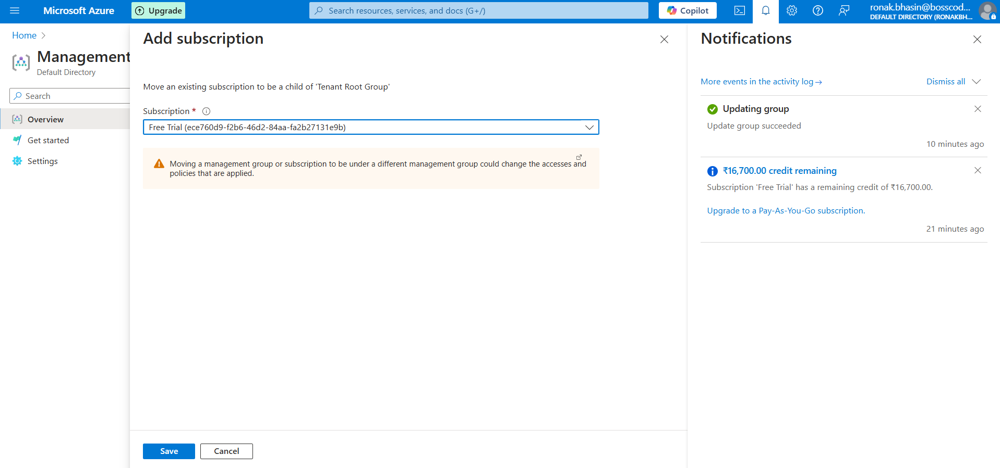 Microsoft Azure
Upgrade
Search resources, services, and docs (G+/)
Copilot
ronak.bhasin@bosscod...
DEFAULT DIRECTORY (RONAKBH...
Home
Management
Default Directory
Search
Overview
Get started
Settings
Add subscription
Move an existing subscription to be a child of 'Tenant Root Group'
Subscription *
Free Trial (ece760d9-f2b6-46d2-84aa-fa2b27131e9b)
Moving a management group or subscription to be under a different management group could change the accesses and
policies that are applied.
Save
Cancel
Notifications
More events in the activity log→
Dismiss all
Updating group
Update group succeeded
10 minutes ago
₹16,700.00 credit remaining
Subscription 'Free Trial' has a remaining credit of ₹16,700.00.
Upgrade to a Pay-As-You-Go subscription.
21 minutes ago